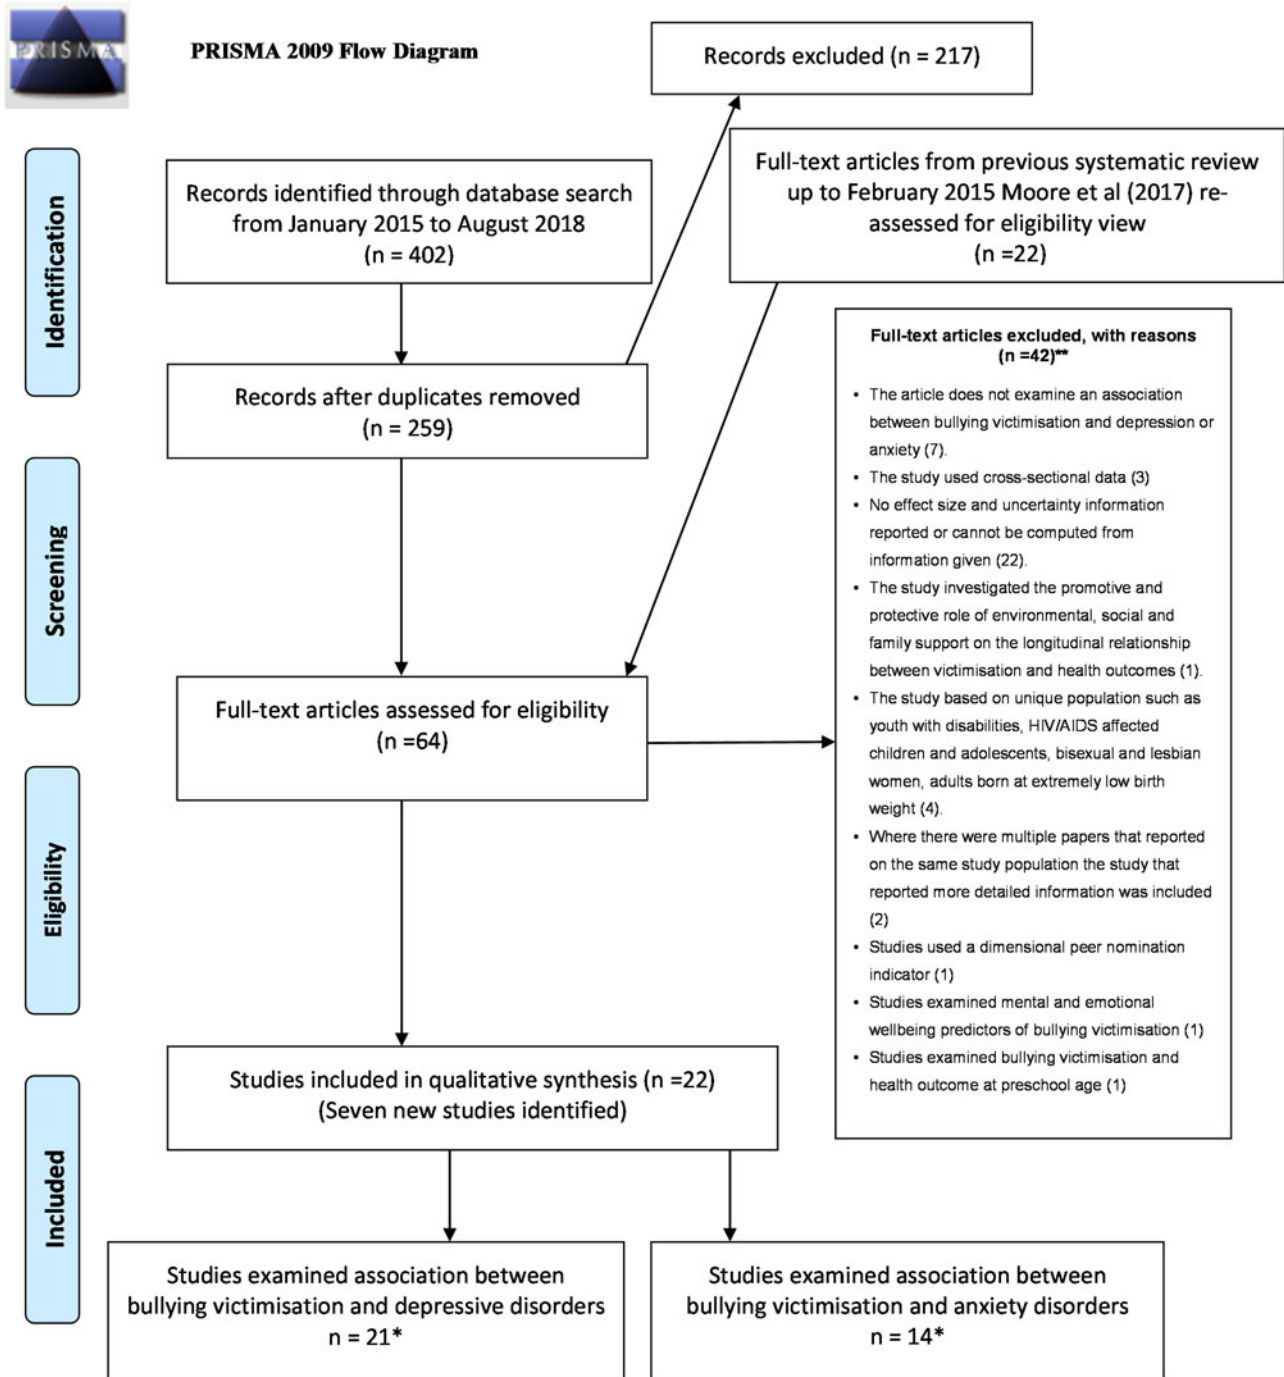 PRISMA
PRISMA 2009 Flow Diagram
Records excluded (n = 217)
Identification
Records identified through database search
from January 2015 to August 2018
(n = 402)
Full-text articles from previous systematic review
up to February 2015 Moore et al (2017) re-
assessed for eligibility view
(n =22)
Records after duplicates removed
(n = 259)
Full-text articles excluded, with reasons
(n =42)**
• The article does not examine an association
between bullying victimisation and depression or
anxiety (7).
• The study used cross-sectional data (3)
• No effect size and uncertainty information
reported or cannot be computed from
information given (22).
• The study investigated the promotive and
protective role of environmental, social and
family support on the longitudinal relationship
between victimisation and health outcomes (1).
• The study based on unique population such as
youth with disabilities, HIV/AIDS affected
children and adolescents, bisexual and lesbian
women, adults born at extremely low birth
weight (4).
• Where there were multiple papers that reported
on the same study population the study that
reported more detailed information was included
(2)
• Studies used a dimensional peer nomination
indicator (1)
• Studies examined mental and emotional
wellbeing predictors of bullying victimisation (1)
• Studies examined bullying victimisation and
health outcome at preschool age (1)
Screening
Full-text articles assessed for eligibility
(n =64)
Eligibility
Studies included in qualitative synthesis (n =22)
(Seven new studies identified)
Included
Studies examined association between
bullying victimisation and depressive disorders
n = 21*
Studies examined association between
bullying victimisation and anxiety disorders
n = 14*